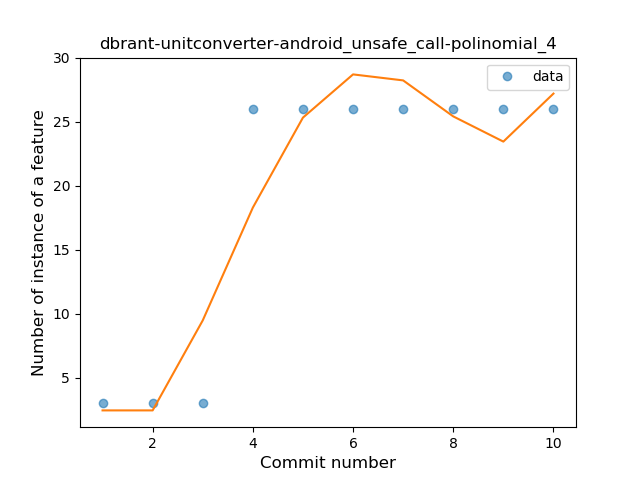 dbrant-unitconverter-android_unsafe_call-polinomial_4
data
Number of instance of a feature
30
25
20
15
10
5
2
4
6
8
10
Commit number